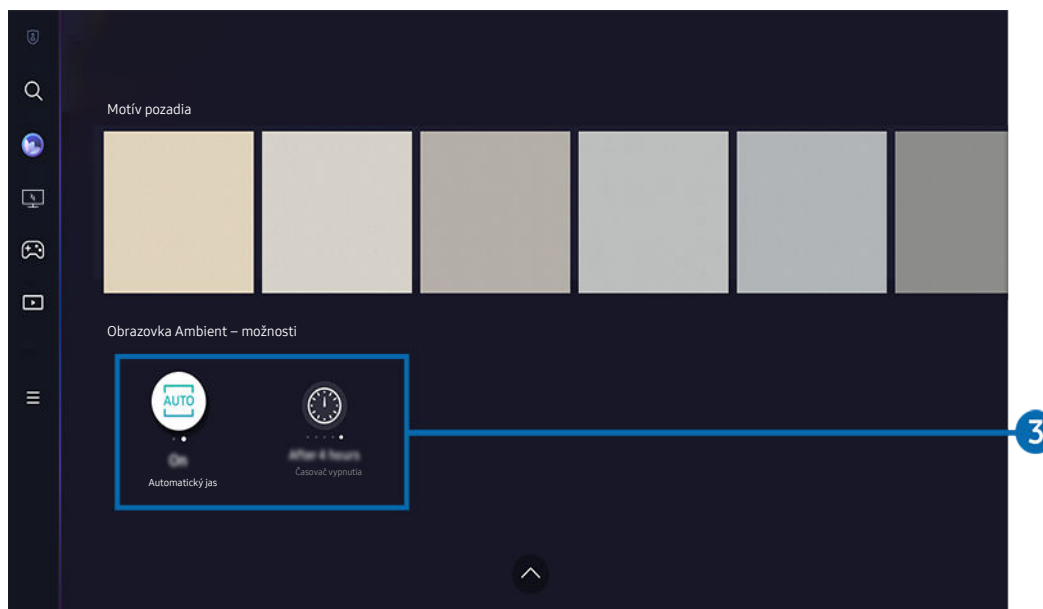 Motív pozadia
Obrazovka Ambient – možnosti
AUTO
On
After 4 hours
Automatický jas
Časovač vypnutia
3